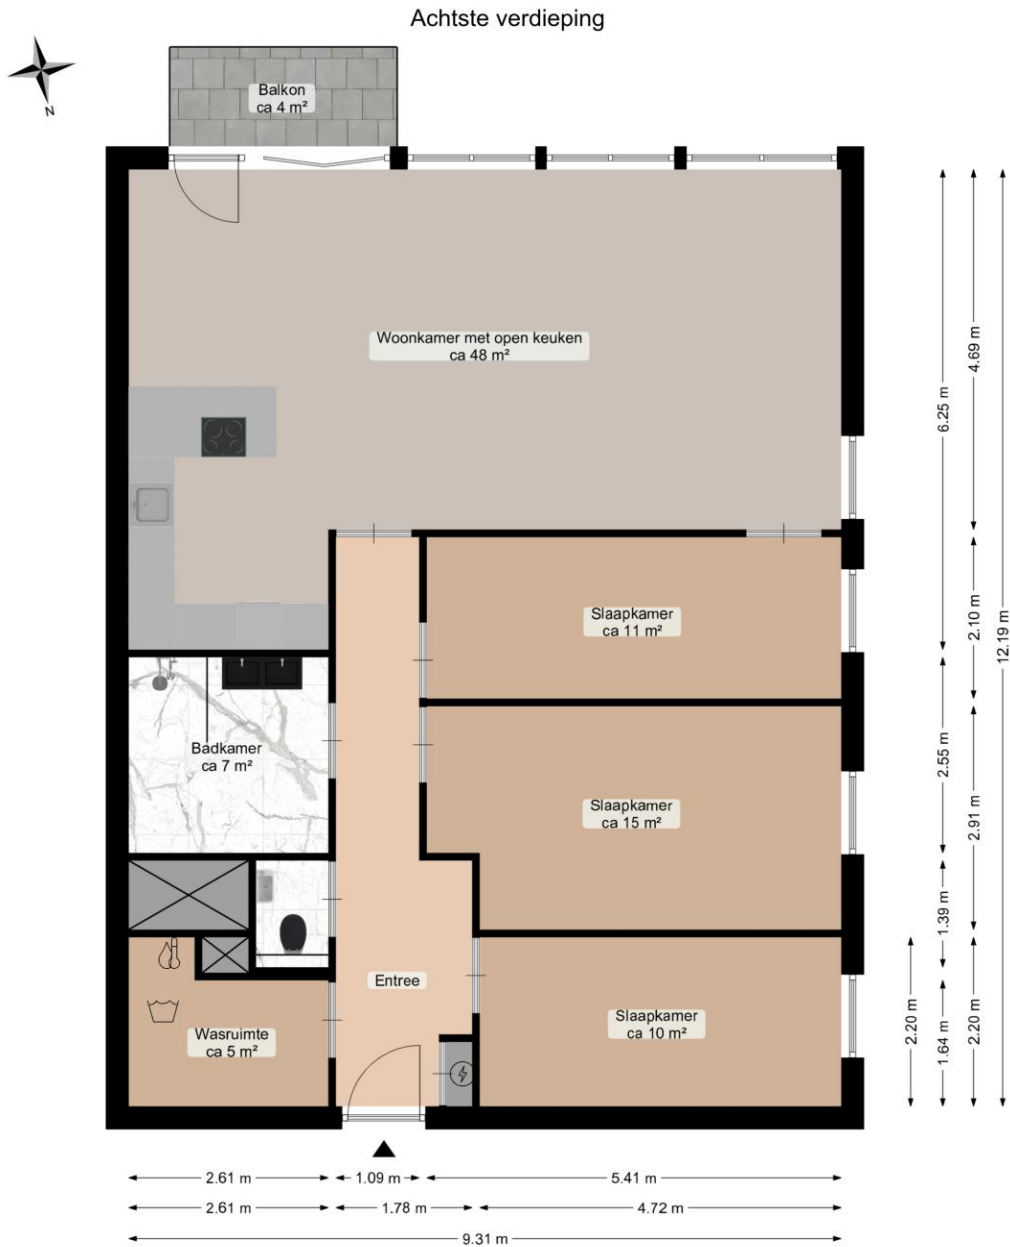 Achtste verdieping
N
Balkon
ca 4 m²
Woonkamer met open keuken
ca 48 m²
Slaapkamer
ca 11 m²
Badkamer
ca 7 m²
Slaapkamer
ca 15 m²
Entree
Slaapkamer
ca 10 m²
Wasruimte
ca 5 m²
4.69 m
6.25 m
2.10 m
12.19 m
2.55 m
2.91 m
1.39 m
2.20 m
1.64 m
2.20 m
2.61 m
1.09 m
5.41 m
2.61 m
1.78 m
4.72 m
9.31 m